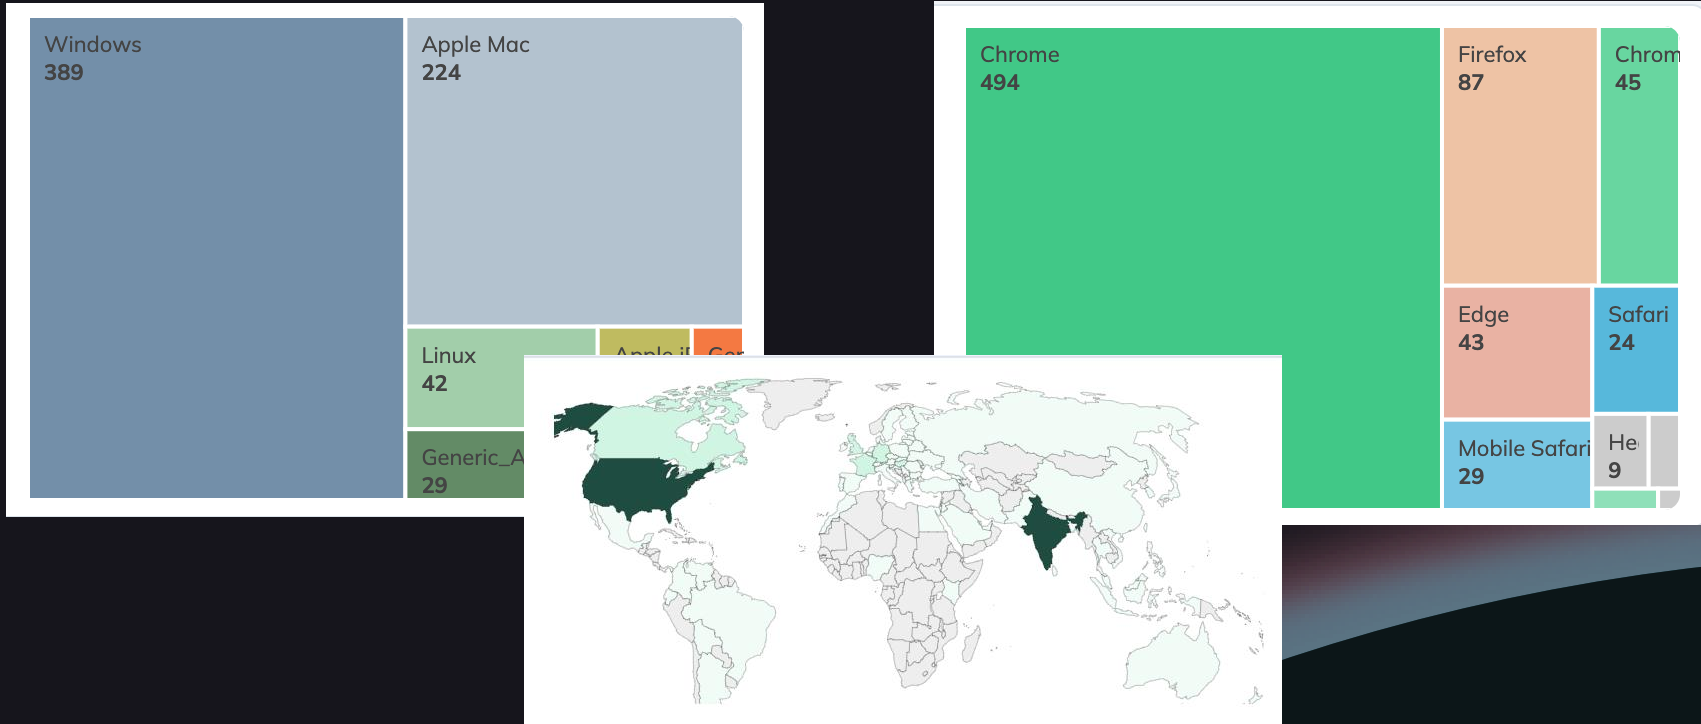 Windows
389
Apple Mac
224
Linux
42
Generic_A
29
Chrome
494
Firefox
87
Chrom
45
Edge
43
Safari
24
Mobile Safari
29
He
9